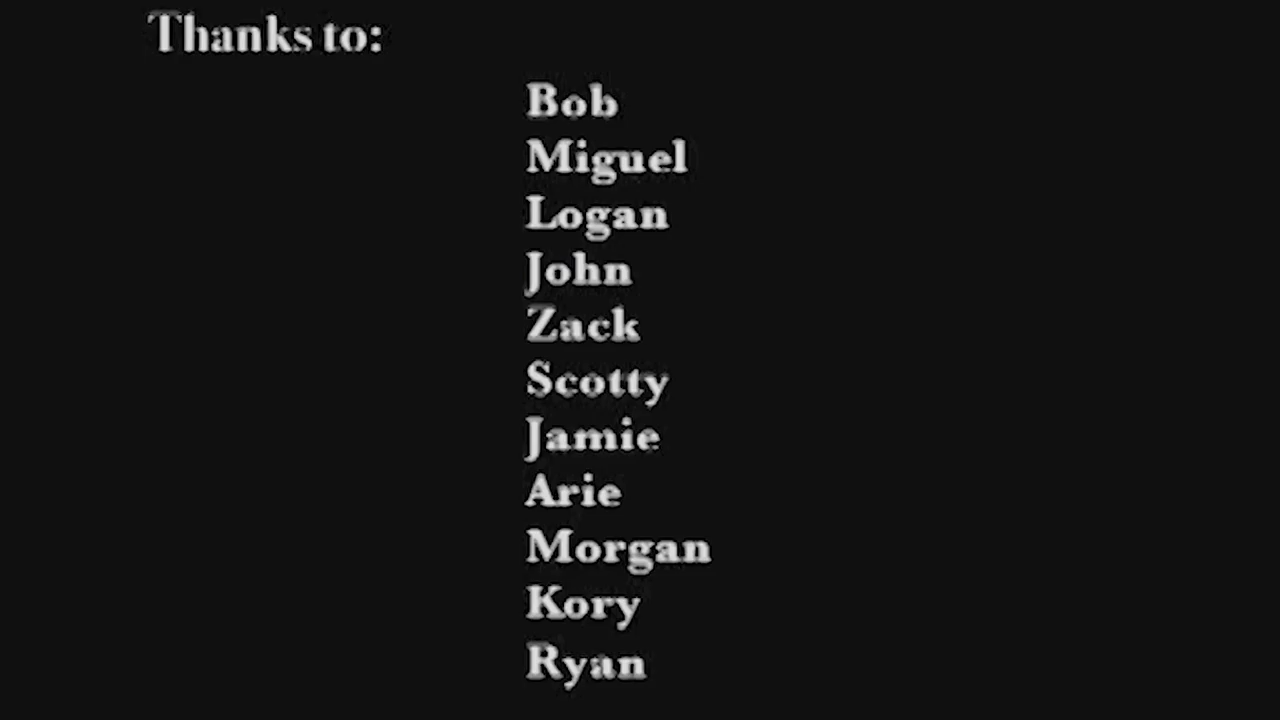 Thanks to:
Bob
Miguel
Logan
John
Zack
Scotty
Jamie
Arie
Morgan
Kory
Ryan